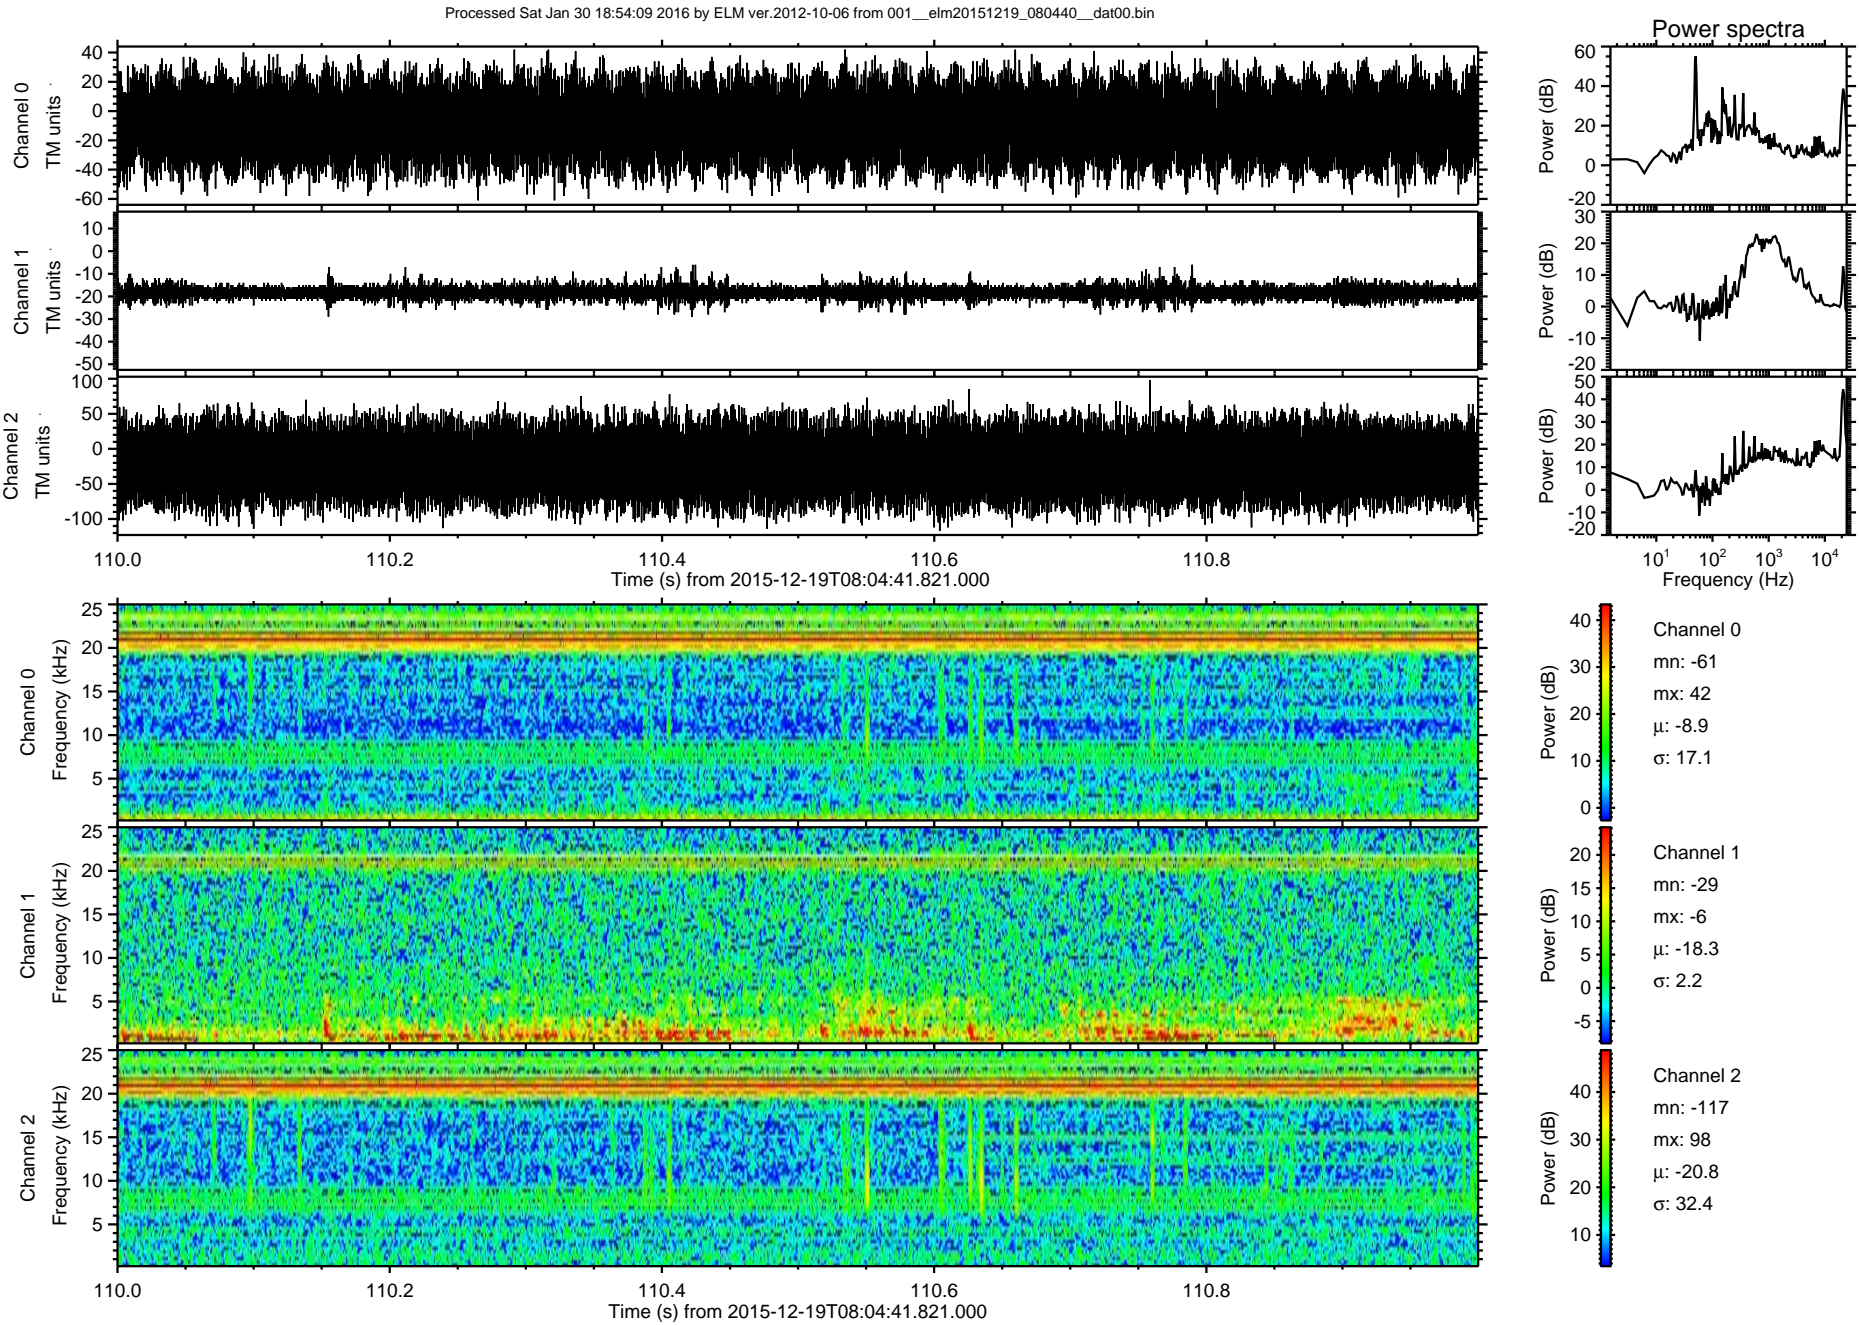 Processed Sat Jan 30 18:54:09 2016 by ELM ver.2012-10-06 from 001__elm20151219_080440__dat00.bin
Power spectra
Channel 0
TM units
40
20
0
-20
-40
-60
Power (dB)
60
40
20
0
-20
Channel 1
TM units
10
0
-10
-20
-30
-40
-50
Power (dB)
30
20
10
0
-10
-20
Channel 2
TM units
100
50
0
-50
-100
Power (dB)
50
40
30
20
10
0
-10
-20
110.0 110.2 110.4 110.6 110.8
Time (s) from 2015-12-19T08:04:41.821.000
10¹ 10² 10³ 10⁴
Frequency (Hz)
Channel 0
Frequency (kHz)
25
20
15
10
5
Power (dB)
40
30
20
10
0
Channel 0
mn: -61
mx: 42
μ: -8.9
σ: 17.1
Channel 1
Frequency (kHz)
25
20
15
10
5
Power (dB)
20
15
10
5
0
-5
Channel 1
mn: -29
mx: -6
μ: -18.3
σ: 2.2
Channel 2
Frequency (kHz)
25
20
15
10
5
Power (dB)
40
30
20
10
Channel 2
mn: -117
mx: 98
μ: -20.8
σ: 32.4
110.0 110.2 110.4 110.6 110.8
Time (s) from 2015-12-19T08:04:41.821.000